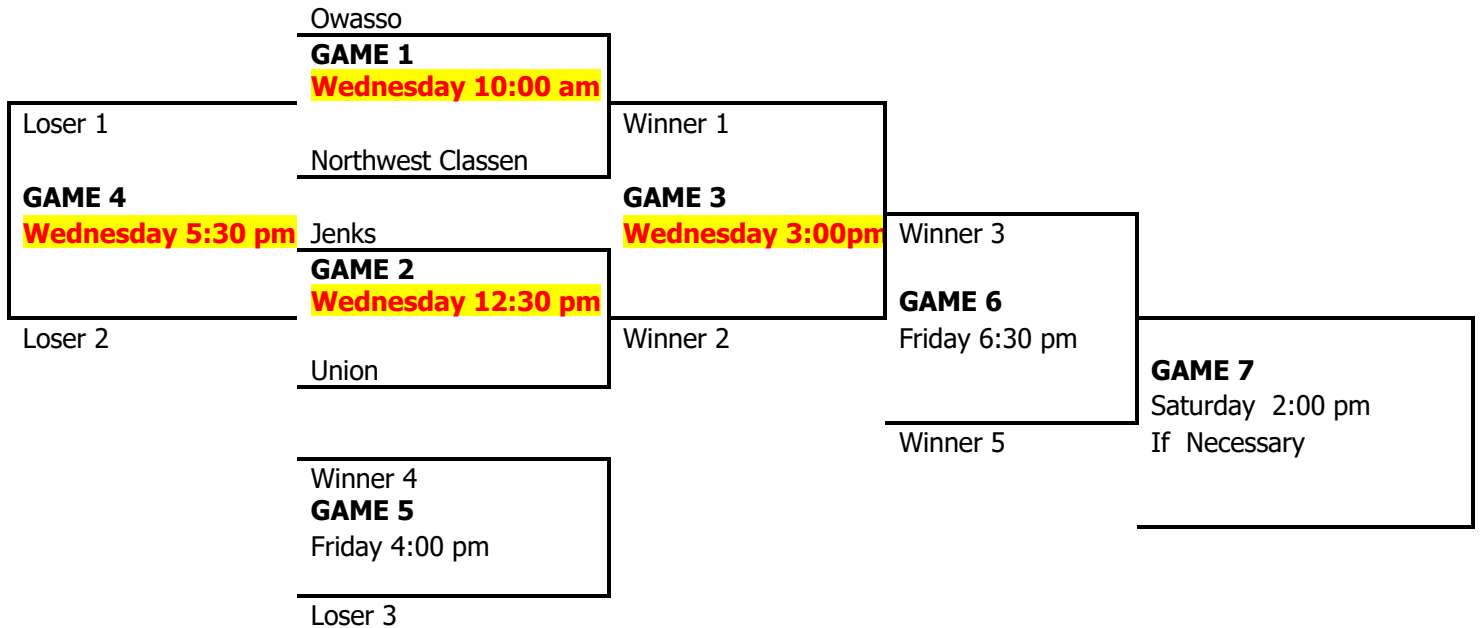 Owasso
GAME 1
Wednesday 10:00 am
Loser 1
Winner 1
Northwest Classen
GAME 4
GAME 3
Wednesday 5:30 pm
Jenks
Wednesday 3:00pm
Winner 3
GAME 2
Wednesday 12:30 pm
GAME 6
Loser 2
Winner 2
Friday 6:30 pm
Union
GAME 7
Saturday 2:00 pm
Winner 5
If Necessary
Winner 4
GAME 5
Friday 4:00 pm
Loser 3